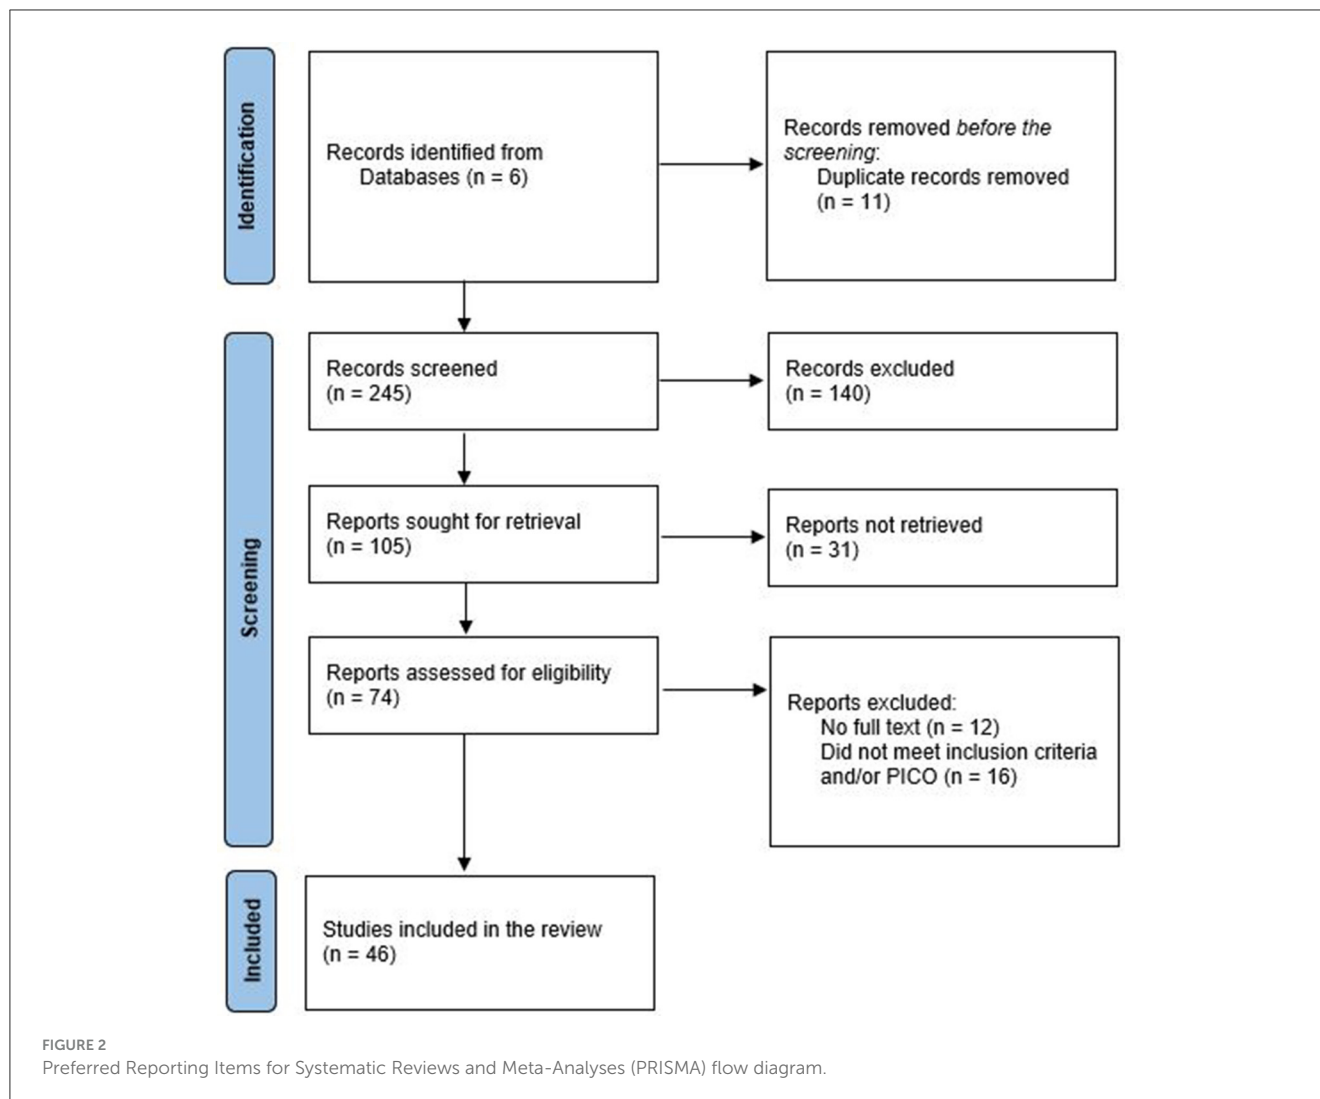 Identification
Records identified from
Databases (n = 6)
Records removed before the
screening:
Duplicate records removed
(n = 11)
Screening
Records screened
(n = 245)
Records excluded
(n = 140)
Reports sought for retrieval
(n = 105)
Reports not retrieved
(n = 31)
Reports assessed for eligibility
(n = 74)
Reports excluded:
No full text (n = 12)
Did not meet inclusion criteria
and/or PICO (n = 16)
Included
Studies included in the review
(n = 46)
FIGURE 2
Preferred Reporting Items for Systematic Reviews and Meta-Analyses (PRISMA) flow diagram.